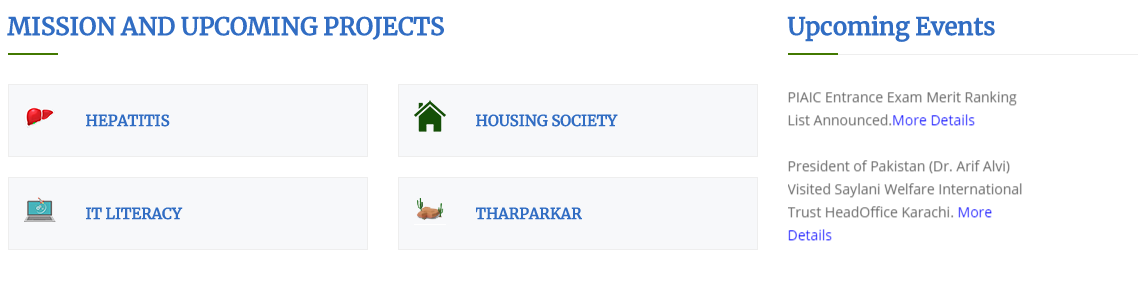 MISSION AND UPCOMING PROJECTS
HEPATITIS
HOUSING SOCIETY
IT LITERACY
THARPARKAR
Upcoming Events
PIAIC Entrance Exam Merit Ranking
List Announced.More Details
President of Pakistan (Dr. Arif Alvi)
Visited Saylani Welfare International
Trust HeadOffice Karachi. More
Details